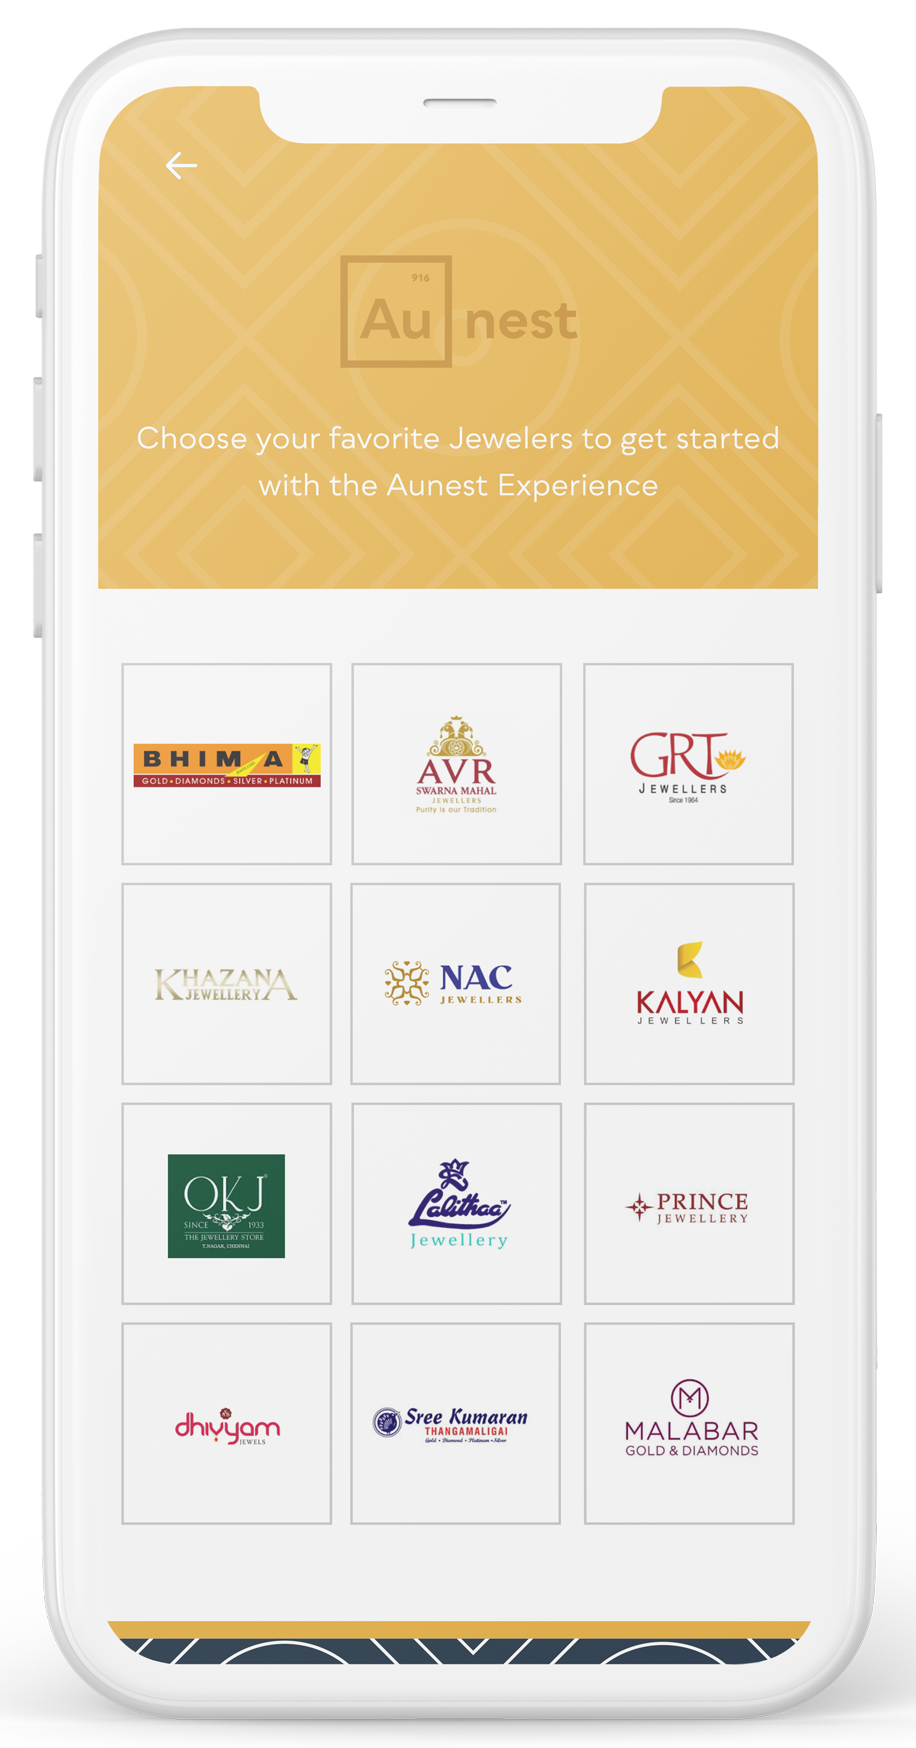 916
Au nest
Choose your favorite Jewelers to get started
with the Aunest Experience
BHIMA
GOLD • DIAMONDS • SILVER • PLATINUM
AVR
SWARNA MAHAL
JEWELLERS
Purity is our Tradition
GRT
JEWELLERS
Since 1964
KHAZANA
JEWELLERY
NAC
JEWELLERS
KALYAN
JEWELLERS
OKJ
SINCE 1933
THE JEWELLERY STORE
T.NAGAR, CHENNAI
Lalithaa™
Jewellery
PRINCE
JEWELLERY
dhivyam
JEWELS
Sree Kumaran
THANGAMALIGAI
Gold • Diamond • Platinum • Silver
MALABAR
GOLD & DIAMONDS